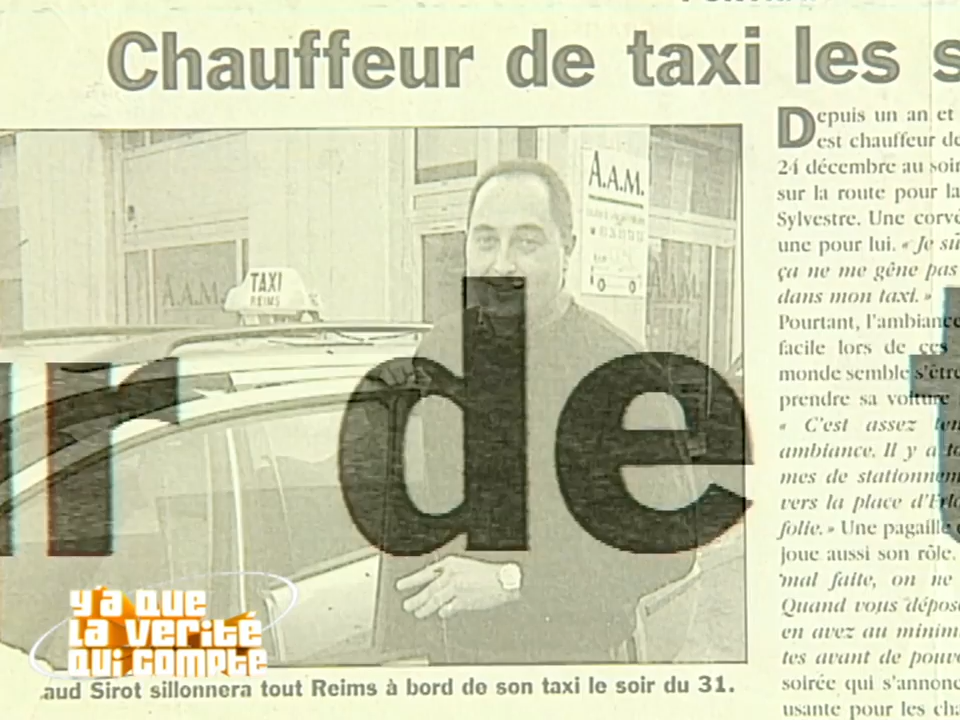 Chauffeur de taxi les s
Depuis un an et
est chauffeur de
24 décembre au soir
sur la route pour la
Sylvestre. Une corvé
une pour lui. « Je su
ça ne me gêne pas
dans mon taxi. »
Pourtant, l'ambiance
facile lors de ces
monde semble s'être
prendre sa voiture
« C'est assez
ambiance. Il y a
mes de stationnem
vers la place d'Erlo
folie. » Une pagaille
joue aussi son rôle.
mal faite, on ne
Quand vous dépos
en avez au minim
tes avant de pouv
soirée qui s'annonc
usante pour les cha
A.A.M.
A.A.M.
TAXI
REIMS
ur de t
Y'A QUE
LA VERITÉ
QUI COMPTE
aud Sirot sillonnera tout Reims à bord de son taxi le soir du 31.